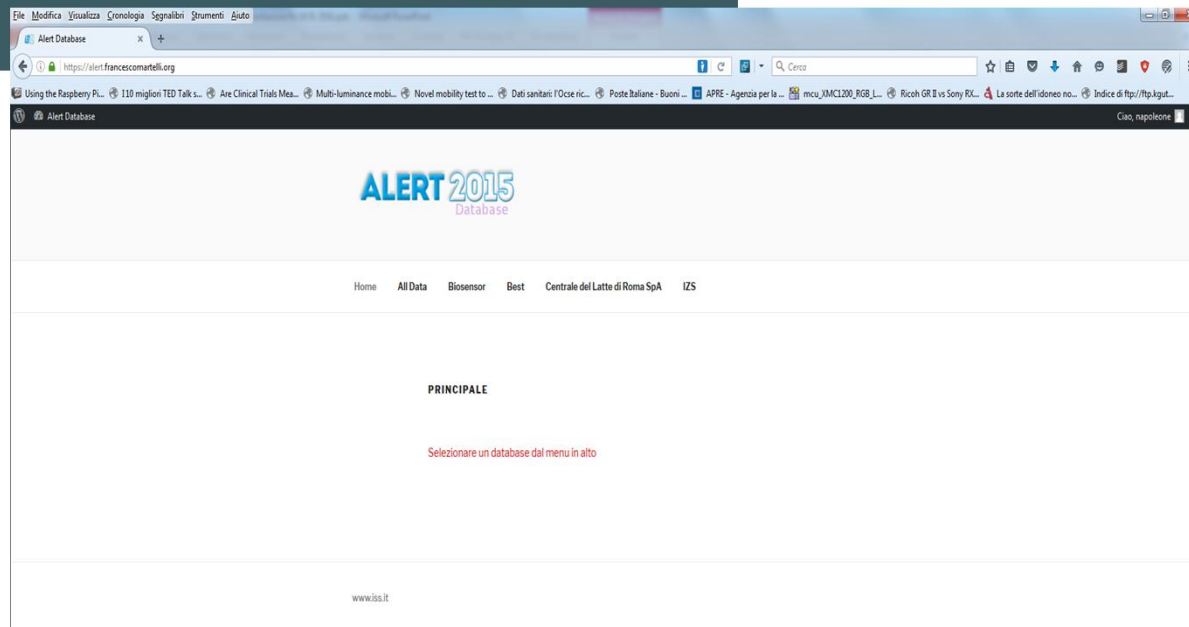 File Modifica Visualizza Cronologia Segnalibri Strumenti Aiuto
Alert Database × +
https://alert.francescomartelli.org Cerca
Using the Raspberry Pi... 110 migliori TED Talk s... Are Clinical Trials Mea... Multi-luminance mobi... Novel mobility test to ... Dati sanitari: l'Ocse ric... Poste Italiane - Buoni ... APRE - Agenzia per la ... mcu_XMC1200_RGB_L... Ricoh GR II vs Sony RX... La sorte dell'idoneo no... Indice di ftp://ftp.kgut...
Alert Database Ciao, napoleone
ALERT 2015
Database
Home All Data Biosensor Best Centrale del Latte di Roma SpA IZS
PRINCIPALE
Selezionare un database dal menu in alto
www.iss.it